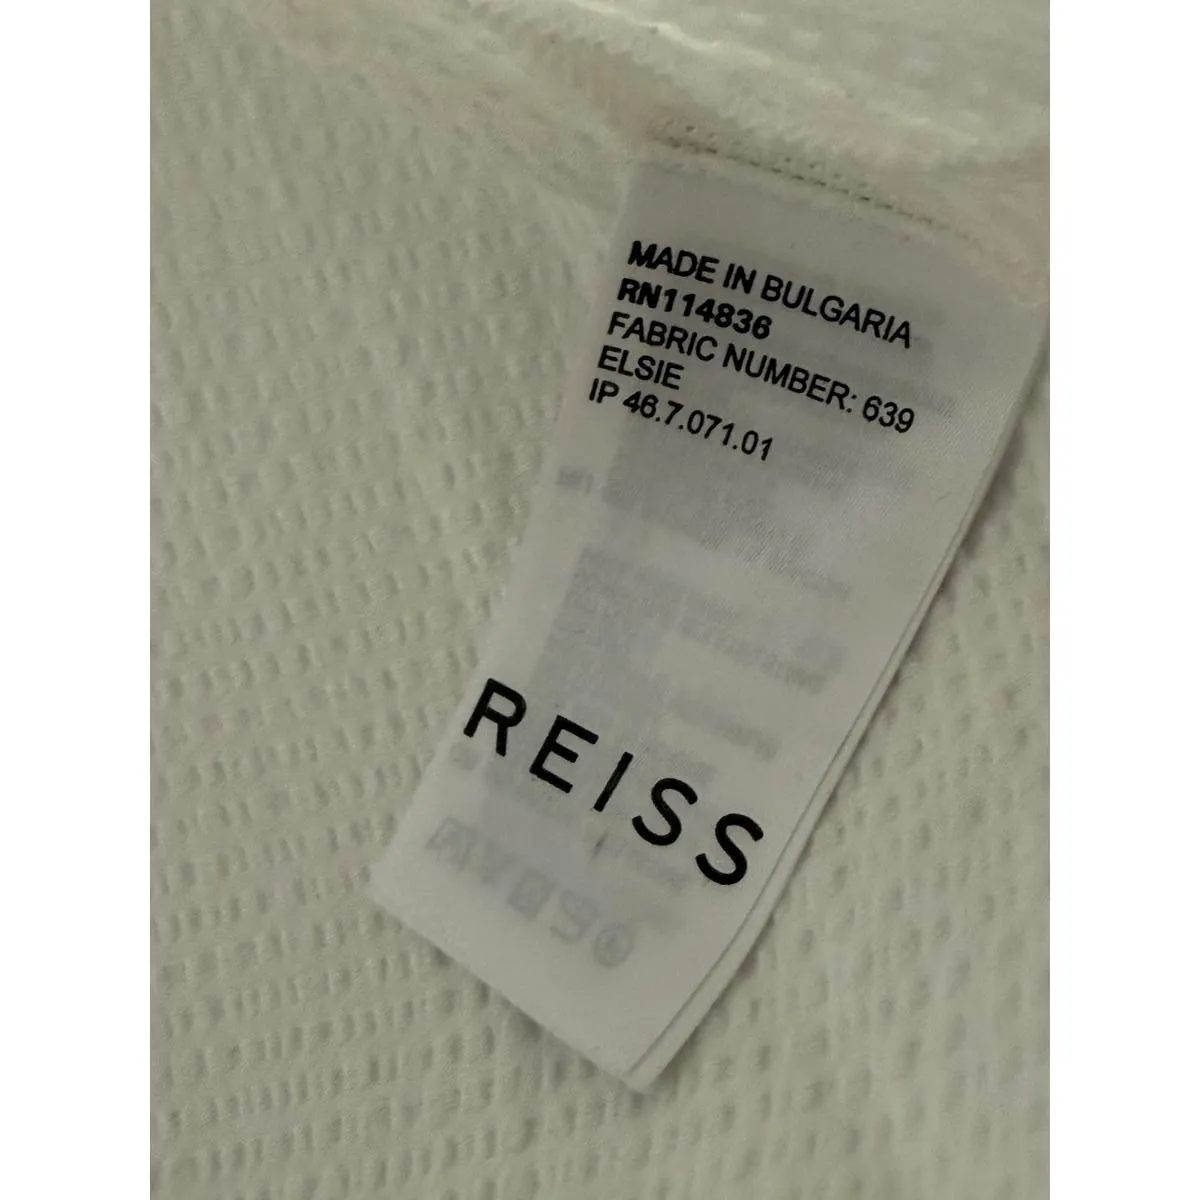 MADE IN BULGARIA
RN114836
FABRIC NUMBER: 639
ELSIE
IP 46.7.071.01
REISS